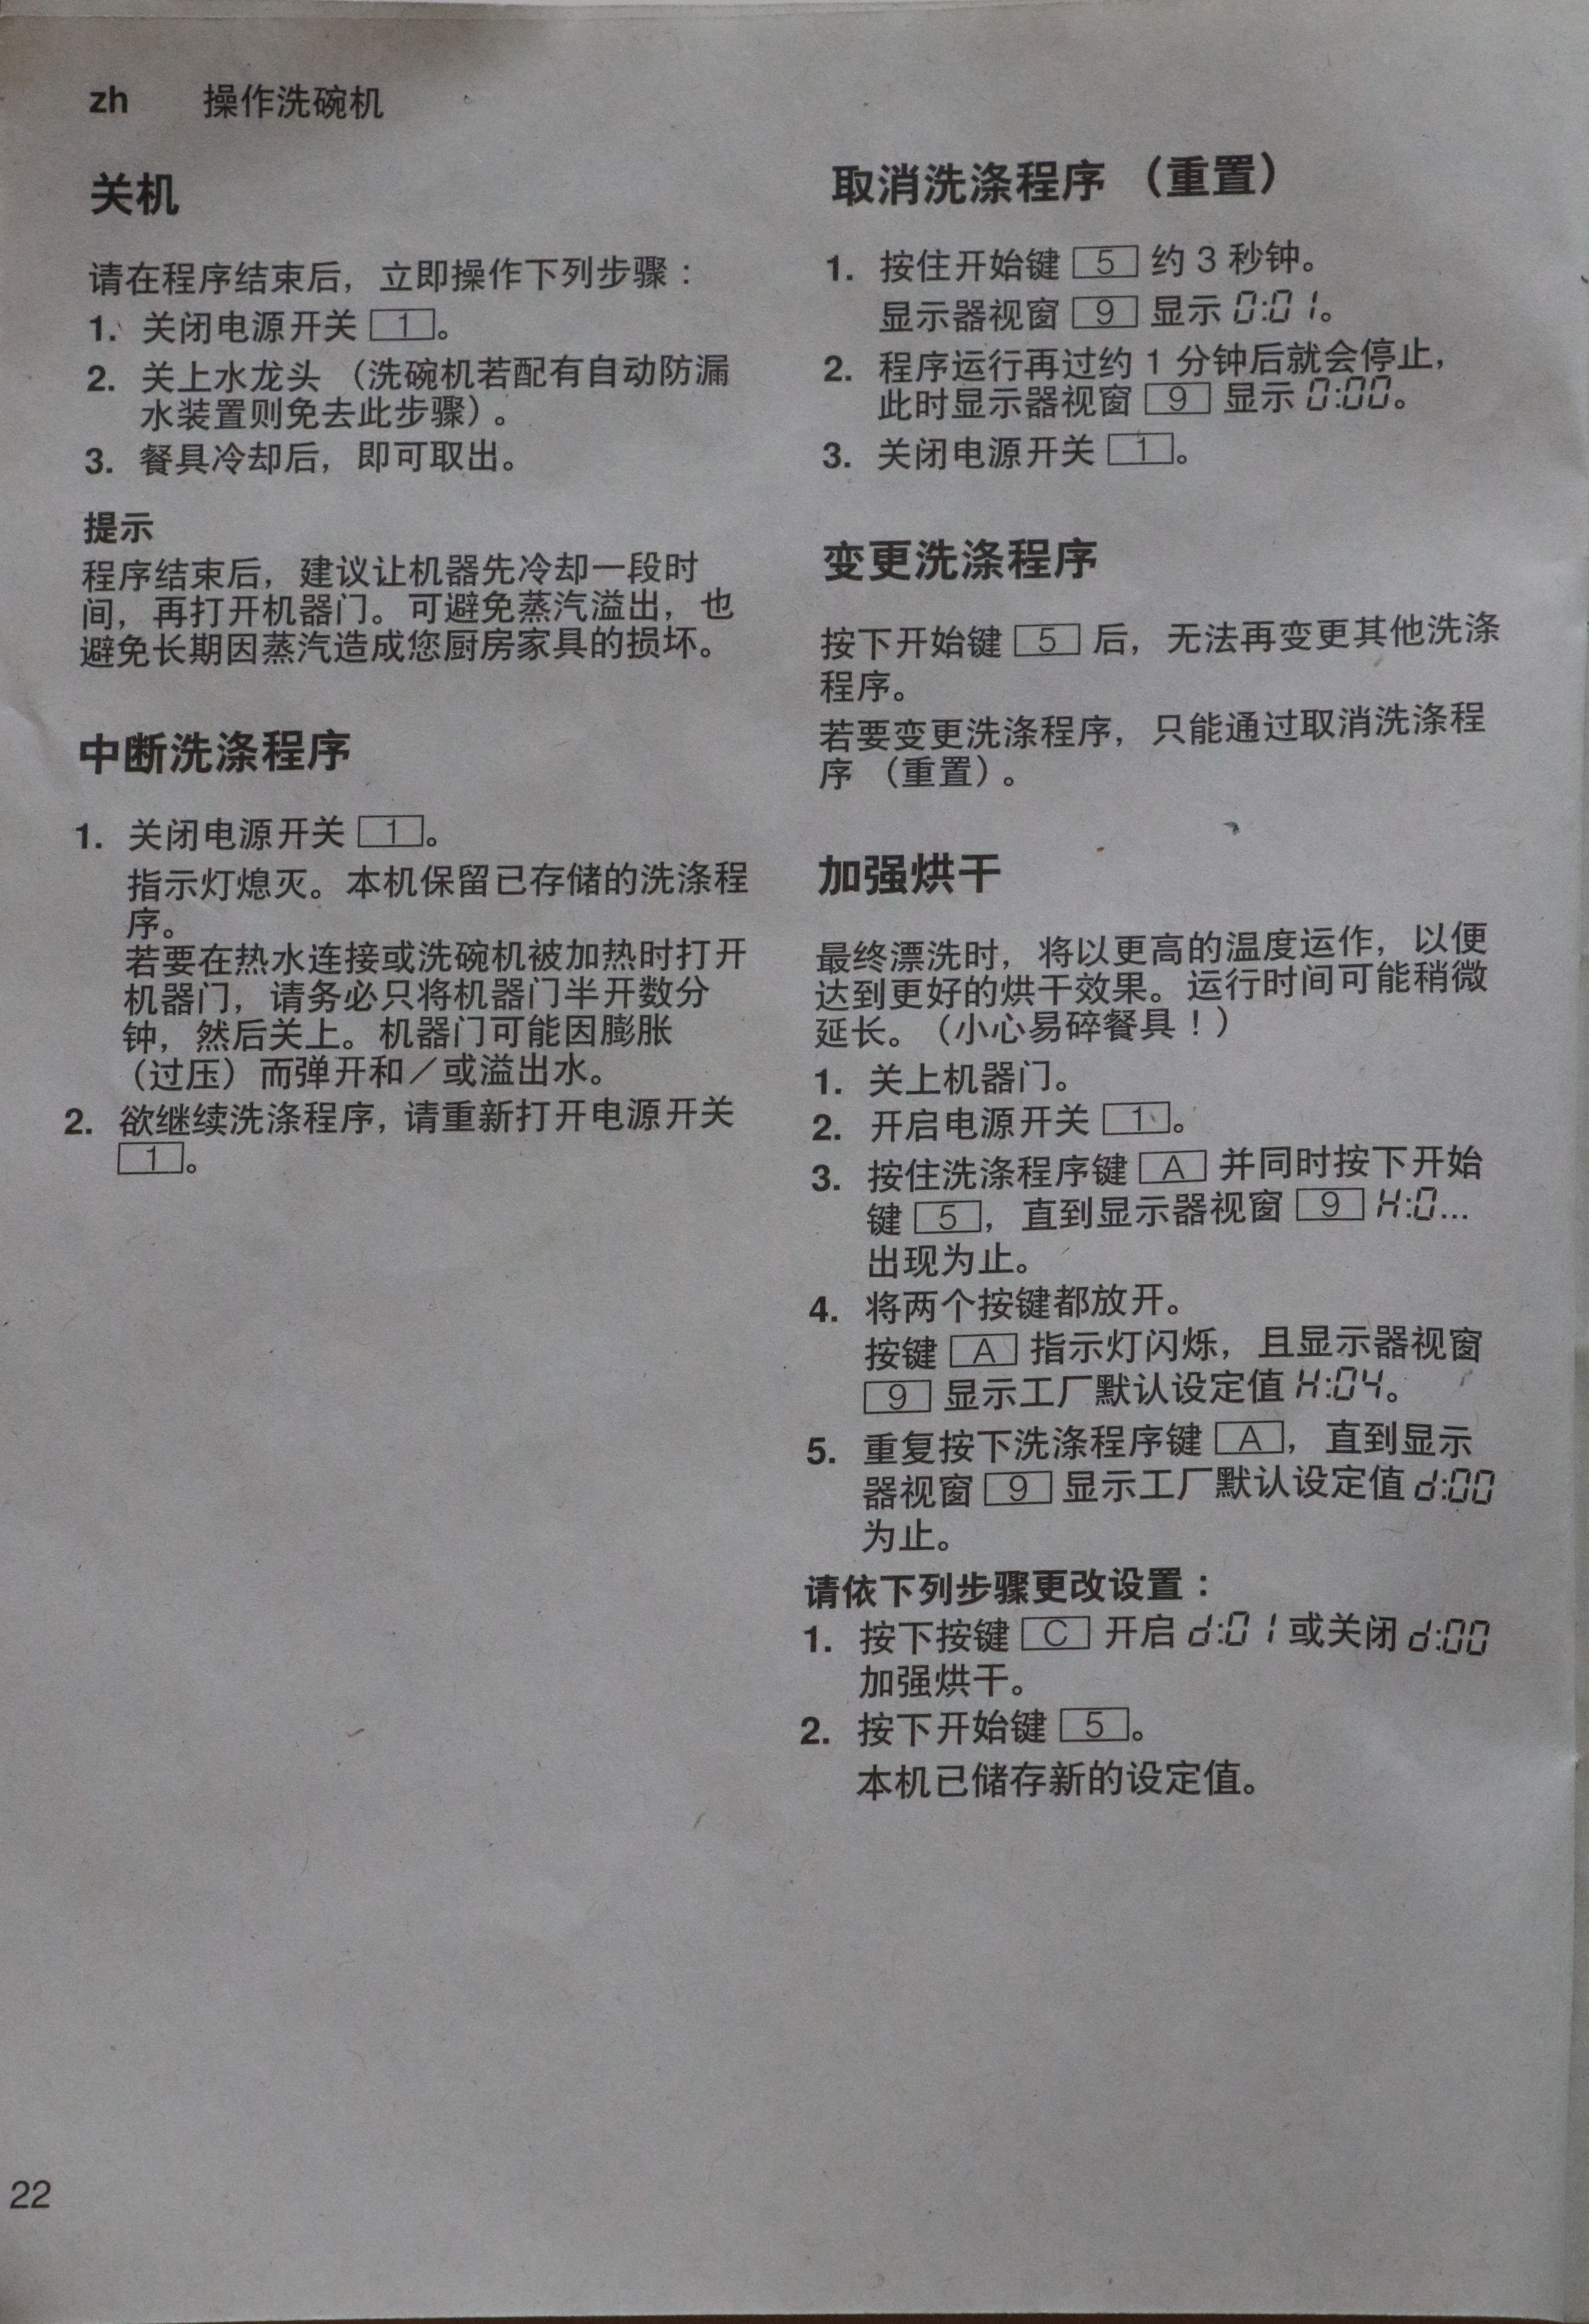 zh 操作洗碗机
关机
请在程序结束后，立即操作下列步骤：
1. 关闭电源开关 1。
2. 关上水龙头（洗碗机若配有自动防漏
水装置则免去此步骤）。
3. 餐具冷却后，即可取出。
提示
程序结束后，建议让机器先冷却一段时
间，再打开机器门。可避免蒸汽溢出，也
避免长期因蒸汽造成您厨房家具的损坏。
中断洗涤程序
1. 关闭电源开关 1。
指示灯熄灭。本机保留已存储的洗涤程
序。
若要在热水连接或洗碗机被加热时打开
机器门，请务必只将机器门半开数分
钟，然后关上。机器门可能因膨胀
（过压）而弹开和／或溢出水。
2. 欲继续洗涤程序，请重新打开电源开关
1。
取消洗涤程序（重置）
1. 按住开始键 5 约 3 秒钟。
显示器视窗 9 显示 0:01。
2. 程序运行再过约 1 分钟后就会停止，
此时显示器视窗 9 显示 0:00。
3. 关闭电源开关 1。
变更洗涤程序
按下开始键 5 后，无法再变更其他洗涤
程序。
若要变更洗涤程序，只能通过取消洗涤程
序（重置）。
加强烘干
最终漂洗时，将以更高的温度运作，以便
达到更好的烘干效果。运行时间可能稍微
延长。（小心易碎餐具！）
1. 关上机器门。
2. 开启电源开关 1。
3. 按住洗涤程序键 A 并同时按下开始
键 5，直到显示器视窗 9 H:0...
出现为止。
4. 将两个按键都放开。
按键 A 指示灯闪烁，且显示器视窗
9 显示工厂默认设定值 H:04。
5. 重复按下洗涤程序键 A，直到显示
器视窗 9 显示工厂默认设定值 d:00
为止。
请依下列步骤更改设置：
1. 按下按键 C 开启 d:01 或关闭 d:00
加强烘干。
2. 按下开始键 5。
本机已储存新的设定值。
22